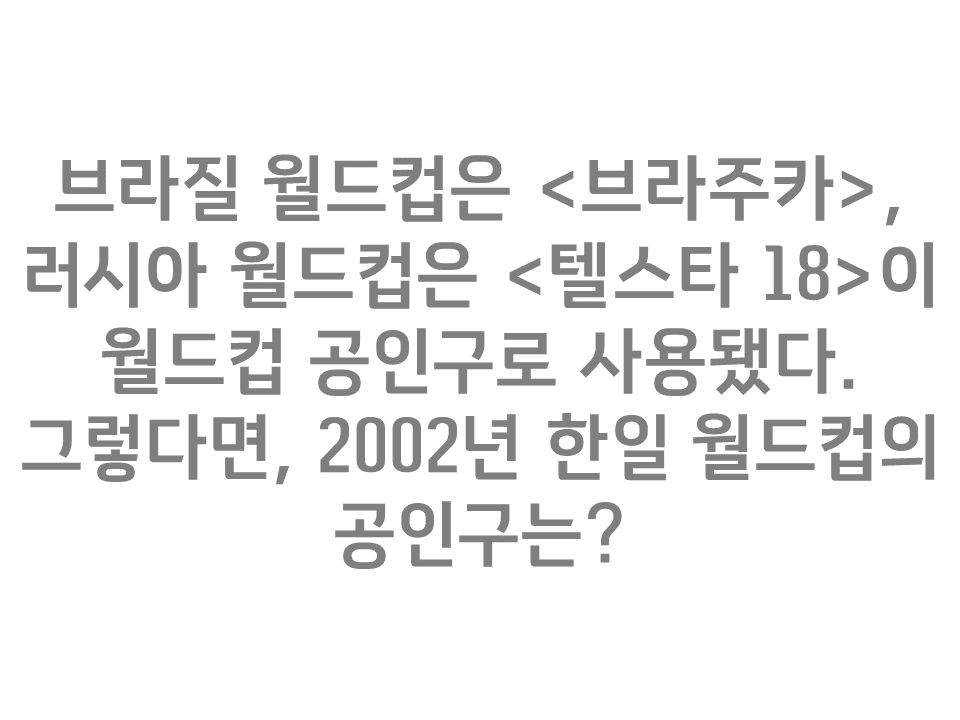 브라질 월드컵은 <브라주카>,
러시아 월드컵은 <텔스타 18>이
월드컵 공인구로 사용됐다.
그렇다면, 2002년 한일 월드컵의
공인구는?